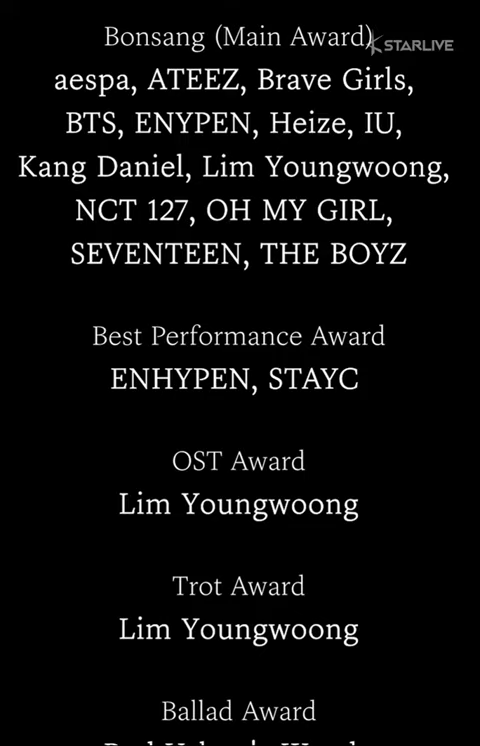 Bonsang (Main Award)
KSTARLIVE
aespa, ATEEZ, Brave Girls,
BTS, ENYPEN, Heize, IU,
Kang Daniel, Lim Youngwoong,
NCT 127, OH MY GIRL,
SEVENTEEN, THE BOYZ
Best Performance Award
ENHYPEN, STAYC
OST Award
Lim Youngwoong
Trot Award
Lim Youngwoong
Ballad Award